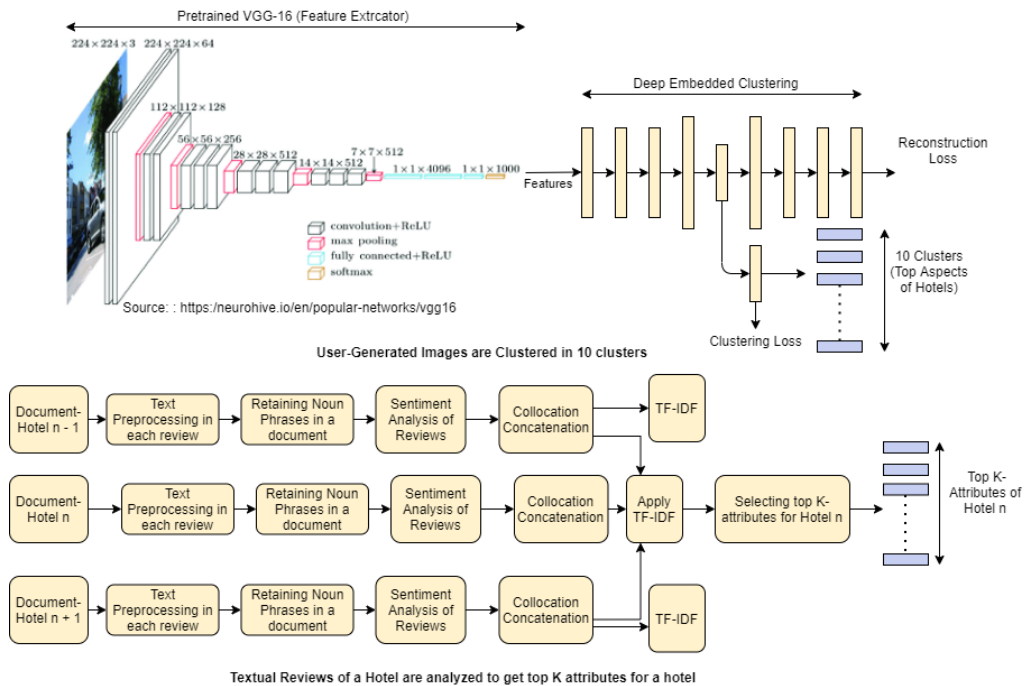 Pretrained VGG-16 (Feature Extrcator)
224×224×3
224×224×64
112×112×128
56×56×256
28×28×512
14×14×512
7×7×512
1×1×4096
1×1×1000
convolution+ReLU
max pooling
fully connected+ReLU
softmax
Source: : https:/neurohive.io/en/popular-networks/vgg16
Features
Deep Embedded Clustering
Reconstruction
Loss
10 Clusters
(Top Aspects
of Hotels)
Clustering Loss
User-Generated Images are Clustered in 10 clusters
Document-
Hotel n - 1
Text
Preprocessing in
each review
Retaining Noun
Phrases in a
document
Sentiment
Analysis of
Reviews
Collocation
Concatenation
TF-IDF
Document-
Hotel n
Text
Preprocessing in
each review
Retaining Noun
Phrases in a
document
Sentiment
Analysis of
Reviews
Collocation
Concatenation
Apply
TF-IDF
Selecting top K-
attributes for Hotel n
Top K-
Attributes of
Hotel n
Document-
Hotel n + 1
Text
Preprocessing in
each review
Retaining Noun
Phrases in a
document
Sentiment
Analysis of
Reviews
Collocation
Concatenation
TF-IDF
Textual Reviews of a Hotel are analyzed to get top K attributes for a hotel